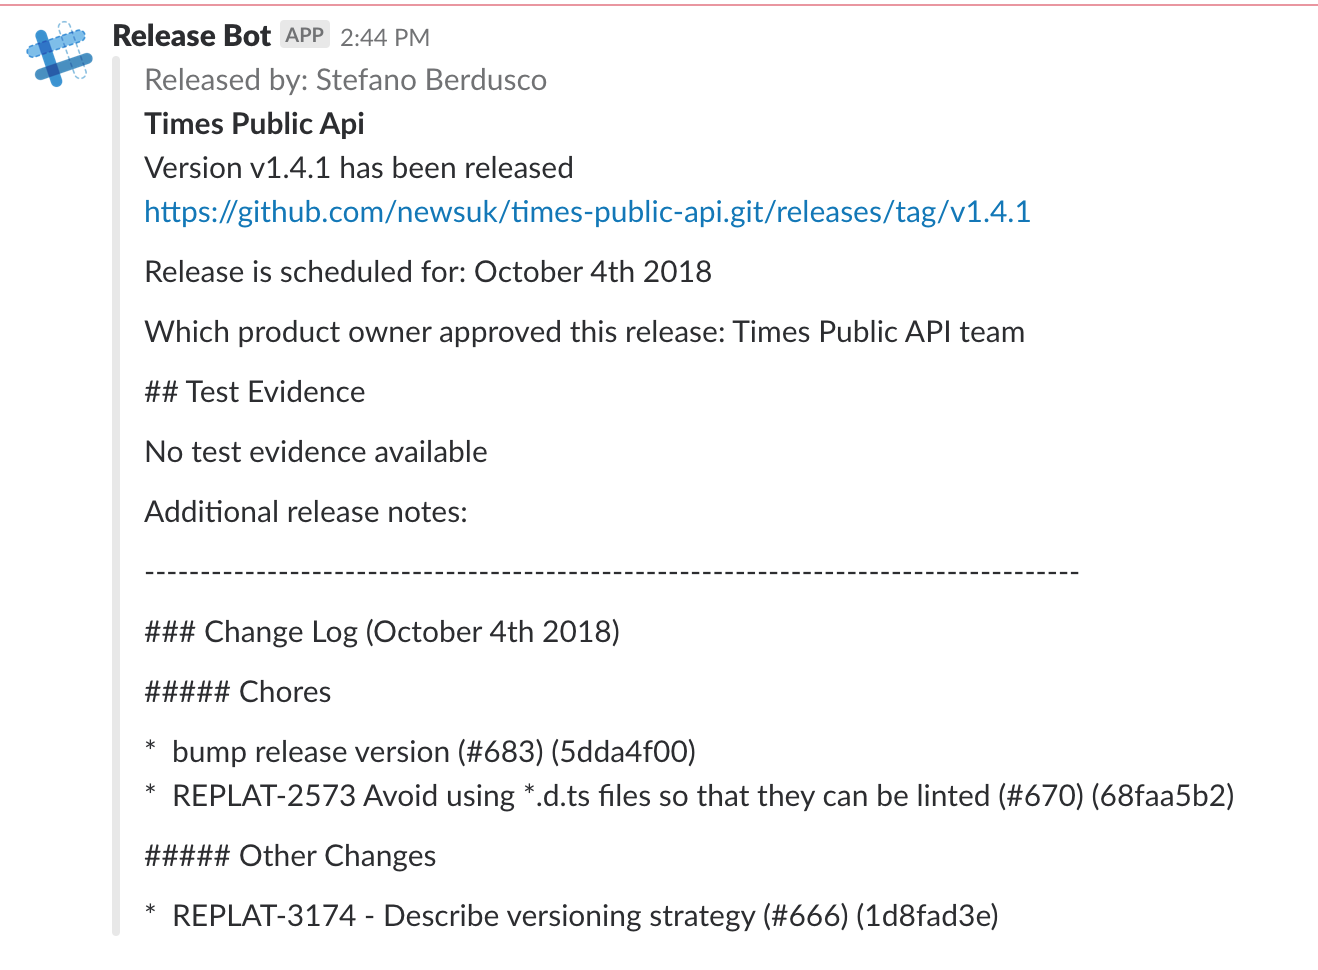 Release Bot APP 2:44 PM
Released by: Stefano Berdusco
Times Public Api
Version v1.4.1 has been released
https://github.com/newsuk/times-public-api.git/releases/tag/v1.4.1
Release is scheduled for: October 4th 2018
Which product owner approved this release: Times Public API team
## Test Evidence
No test evidence available
Additional release notes:
------------------------------------------------------------------------------------
### Change Log (October 4th 2018)
##### Chores
* bump release version (#683) (5dda4f00)
* REPLAT-2573 Avoid using *.d.ts files so that they can be linted (#670) (68faa5b2)
##### Other Changes
* REPLAT-3174 - Describe versioning strategy (#666) (1d8fad3e)